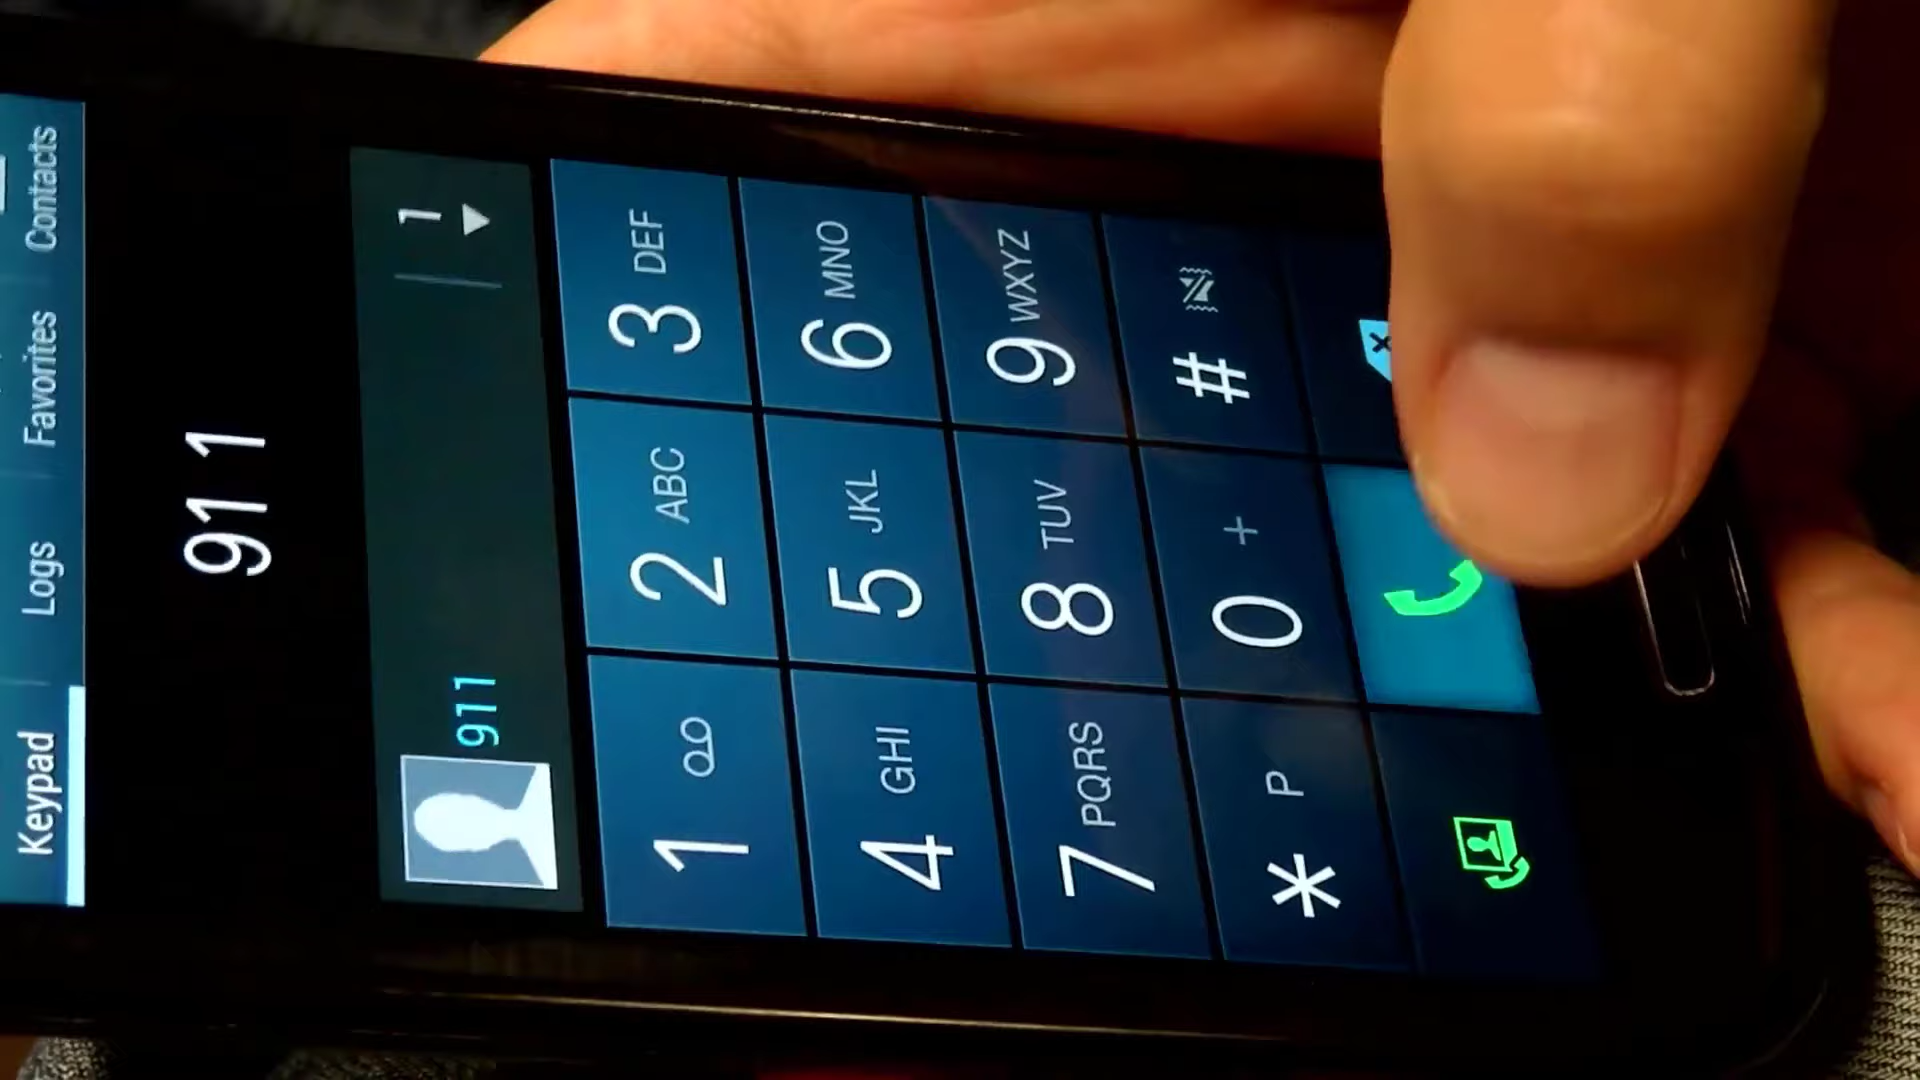 Keypad Logs Favorites Contacts
911
911 1
1
2 ABC
3 DEF
4 GHI
5 JKL
6 MNO
7 PQRS
8 TUV
9 WXYZ
* P
0 +
#